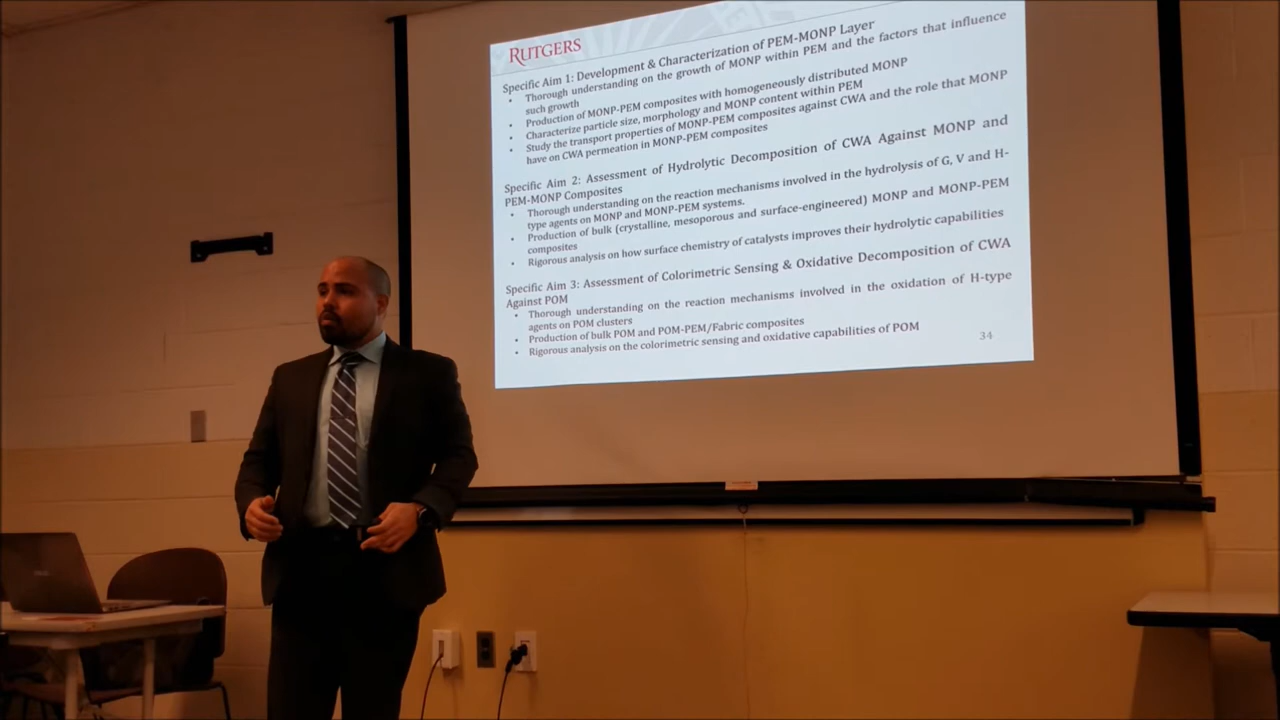 RUTGERS
Specific Aim 1: Development & Characterization of PEM-MONP Layer
• Thorough understanding on the growth of MONP within PEM and the factors that influence
such growth
• Production of MONP-PEM composites with homogeneously distributed MONP
• Characterize particle size, morphology and MONP content within PEM
• Study the transport properties of MONP-PEM composites against CWA and the role that MONP
have on CWA permeation in MONP-PEM composites
Specific Aim 2: Assessment of Hydrolytic Decomposition of CWA Against MONP and
PEM-MONP Composites
• Thorough understanding on the reaction mechanisms involved in the hydrolysis of G, V and H-
type agents on MONP and MONP-PEM systems.
• Production of bulk (crystalline, mesoporous and surface-engineered) MONP and MONP-PEM
composites
• Rigorous analysis on how surface chemistry of catalysts improves their hydrolytic capabilities
Specific Aim 3: Assessment of Colorimetric Sensing & Oxidative Decomposition of CWA
Against POM
• Thorough understanding on the reaction mechanisms involved in the oxidation of H-type
agents on POM clusters
• Production of bulk POM and POM-PEM/Fabric composites
• Rigorous analysis on the colorimetric sensing and oxidative capabilities of POM
34